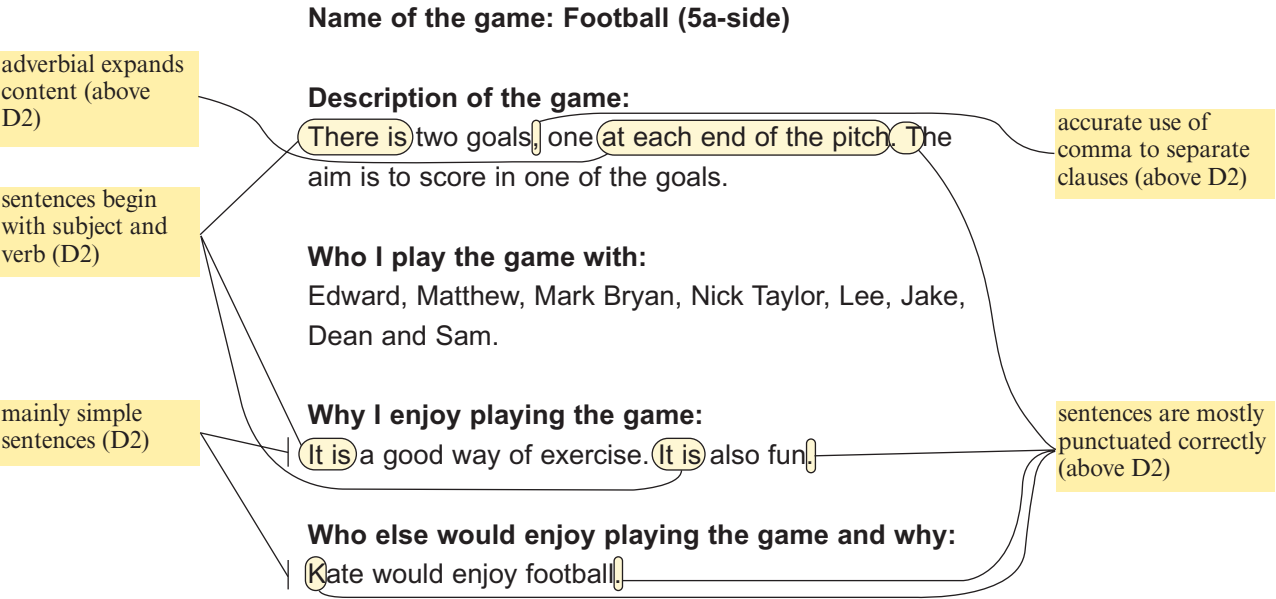 Name of the game: Football (5a-side)
adverbial expands
content (above
D2)
Description of the game:
There is two goals, one at each end of the pitch. The
aim is to score in one of the goals.
accurate use of
comma to separate
clauses (above D2)
sentences begin
with subject and
verb (D2)
Who I play the game with:
Edward, Matthew, Mark Bryan, Nick Taylor, Lee, Jake,
Dean and Sam.
mainly simple
sentences (D2)
Why I enjoy playing the game:
It is a good way of exercise. It is also fun.
sentences are mostly
punctuated correctly
(above D2)
Who else would enjoy playing the game and why:
Kate would enjoy football.